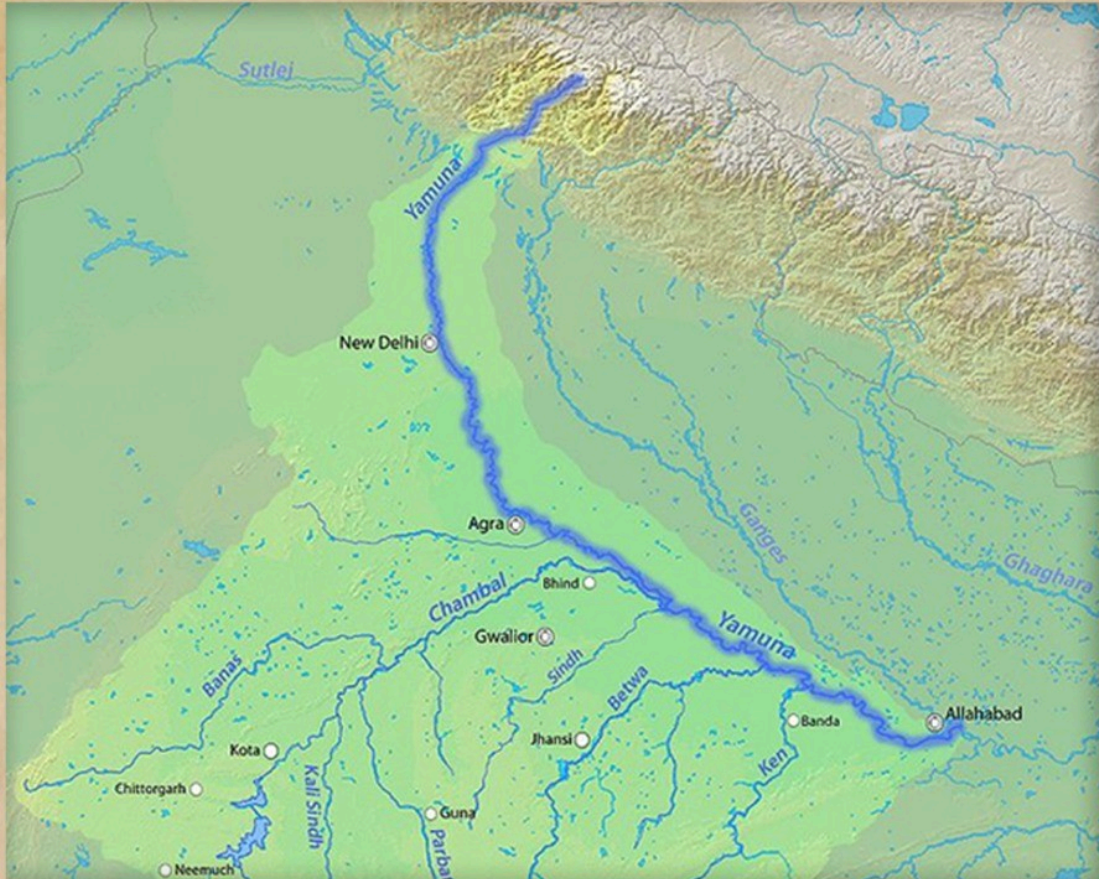 Sutlej
Yamuna
New Delhi
Agra
Ganges
Ghaghara
Chambal
Bhind
Gwalior
Yamuna
Banas
Sindh
Betwa
Allahabad
Banda
Jhansi
Kota
Ken
Kali Sindh
Chittorgarh
Guna
Parba
Neemuch